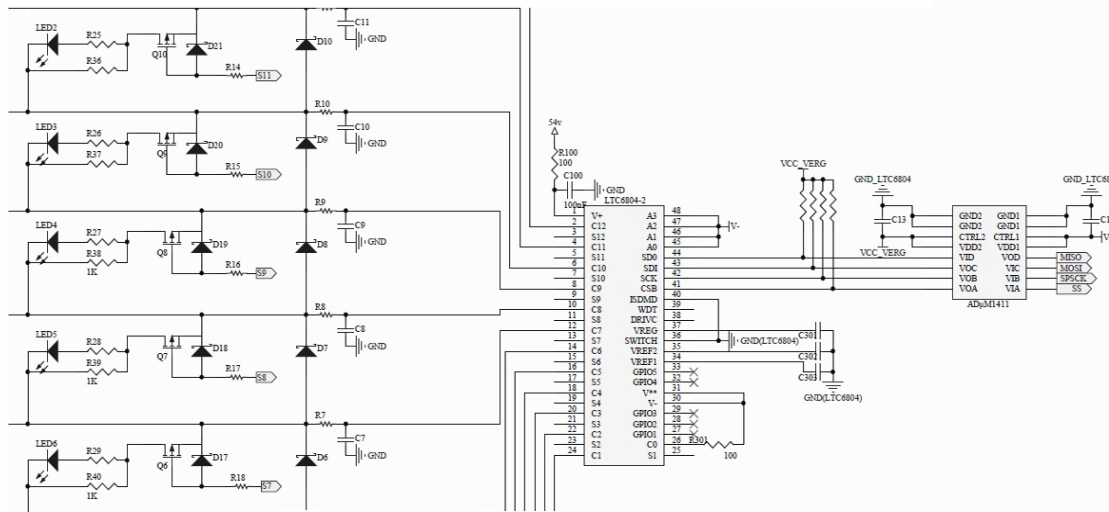 LED2
R25
R36
Q10
D21
R14
S11
D10
C11
GND
LED3
R26
R37
Q9
D20
R15
S10
R10
D9
C10
GND
LED4
R27
R38
1K
Q8
D19
R16
S9
R9
D8
C9
GND
LED5
R28
R39
1K
Q7
D18
R17
S8
R8
D7
C8
GND
LED6
R29
R40
1K
Q6
D17
R18
S7
R7
D6
C7
GND
54v
R100
100
C100
100nF
GND
LTC6804-2
1 V+ A3 48
2 C12 A2 47
3 S12 A1 46
4 C11 A0 45
5 S11 SD0 44
6 C10 SDI 43
7 S10 SCK 42
8 C9 CSB 41
9 S9 ISDMD 40
10 C8 WDT 39
11 S8 DRIVC 38
12 C7 VREG 37
13 S7 SWITCH 36
14 C6 VREF2 35
15 S6 VREF1 34
16 C5 GPIO5 33
17 S5 GPIO4 32
18 C4 V** 31
19 S4 V- 30
20 C3 GPIO3 29
21 S3 GPIO2 28
22 C2 GPIO1 27
23 S2 C0 26
24 C1 S1 25
V-
GND(LTC6804)
C301
C302
C303
GND(LTC6804)
R301
100
VCC_VERG
GND_LTC6804
C13
VCC_VERG
GND2 GND1
GND2 GND1
CTRL2 CTRL1
VDD2 VDD1
VID VOD
VOC VIC
VOB VIB
VOA VIA
ADµM1411
MISO
MOSI
SPSCK
SS